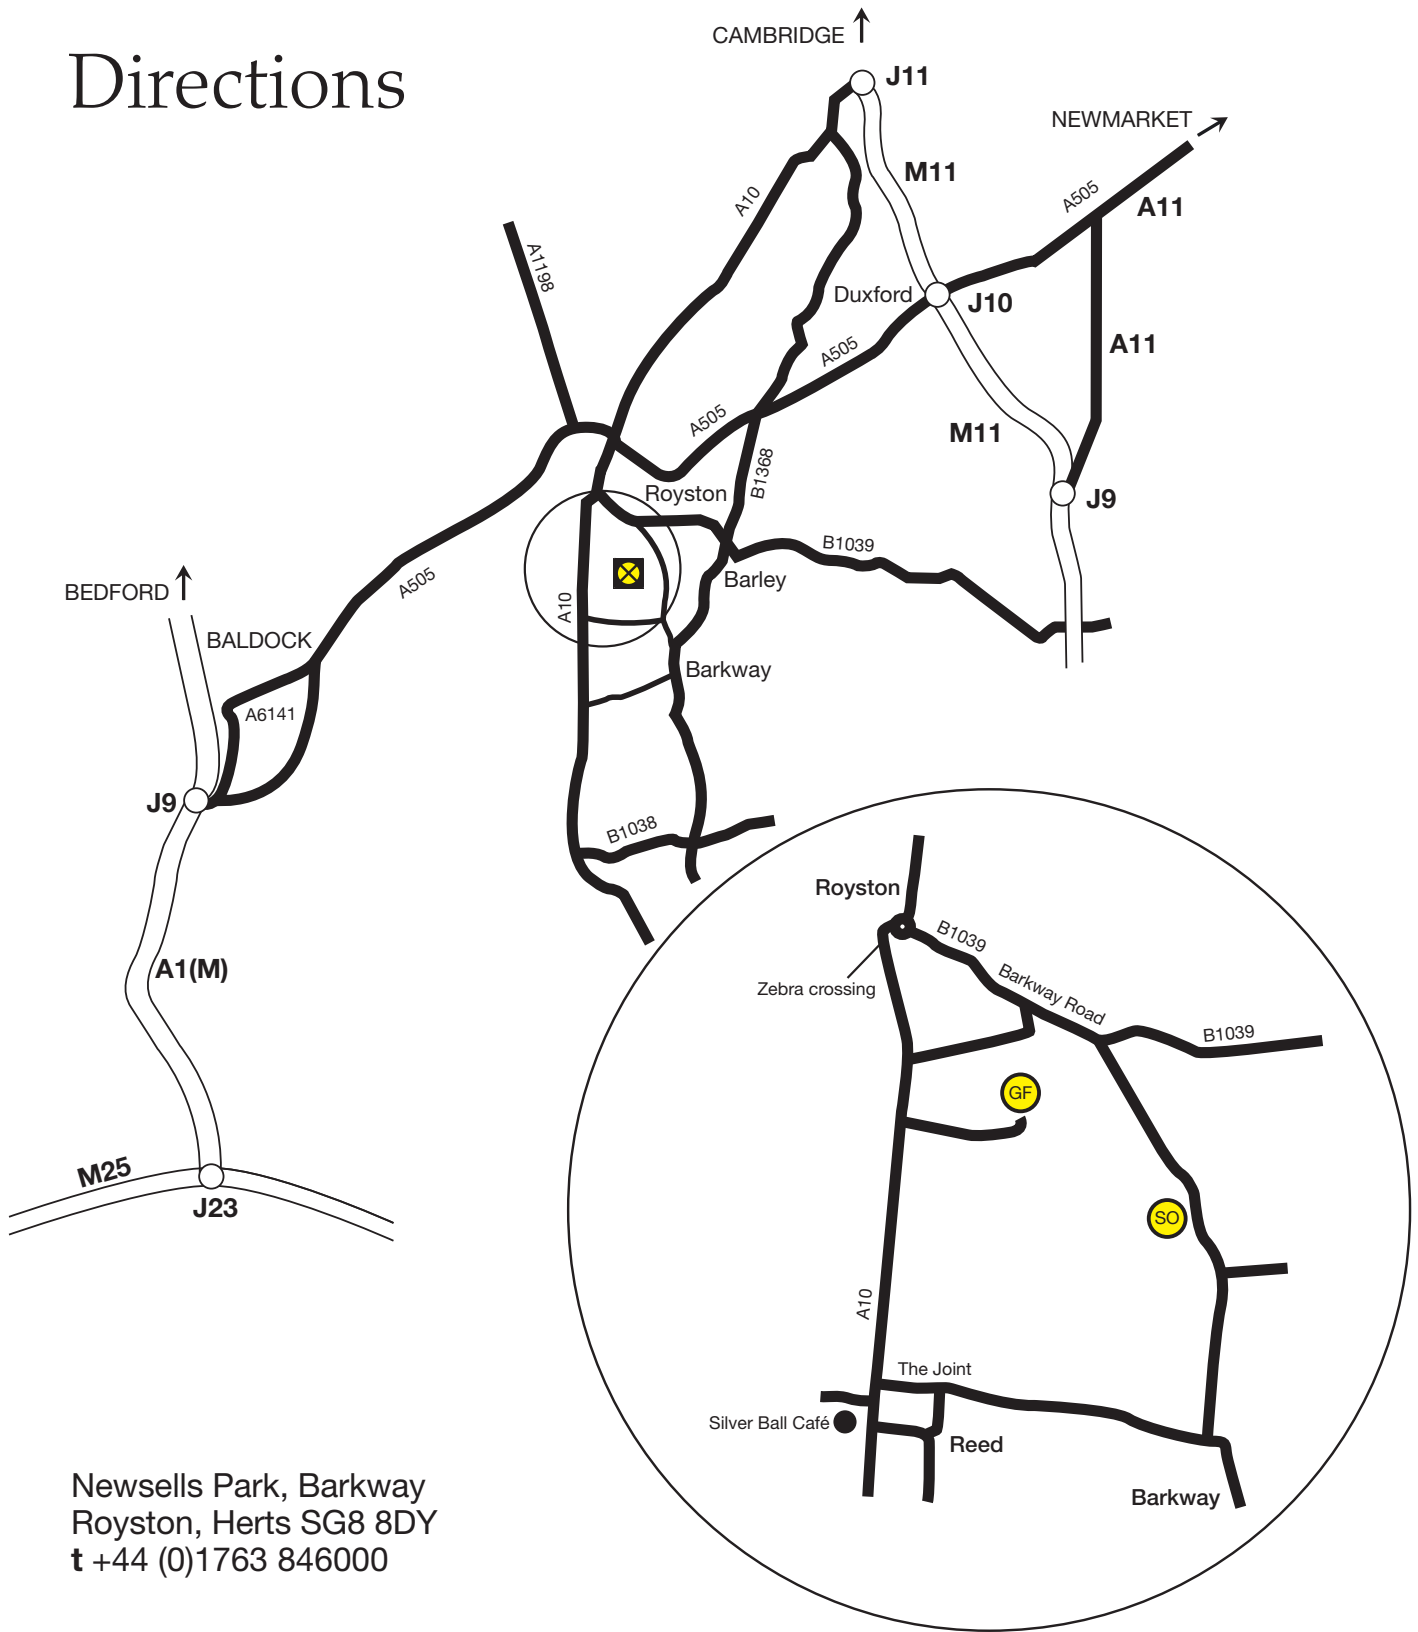 Directions
CAMBRIDGE
J11
NEWMARKET
M11
A10
A505
A11
A1198
Duxford
J10
A505
A11
A505
M11
B1368
Royston
J9
B1039
Barley
A505
BEDFORD
A10
BALDOCK
Barkway
A6141
J9
B1038
Royston
B1039
A1(M)
Zebra crossing
Barkway Road
B1039
GF
M25
J23
SO
A10
The Joint
Silver Ball Café
Reed
Barkway
Newsells Park, Barkway
Royston, Herts SG8 8DY
t +44 (0)1763 846000